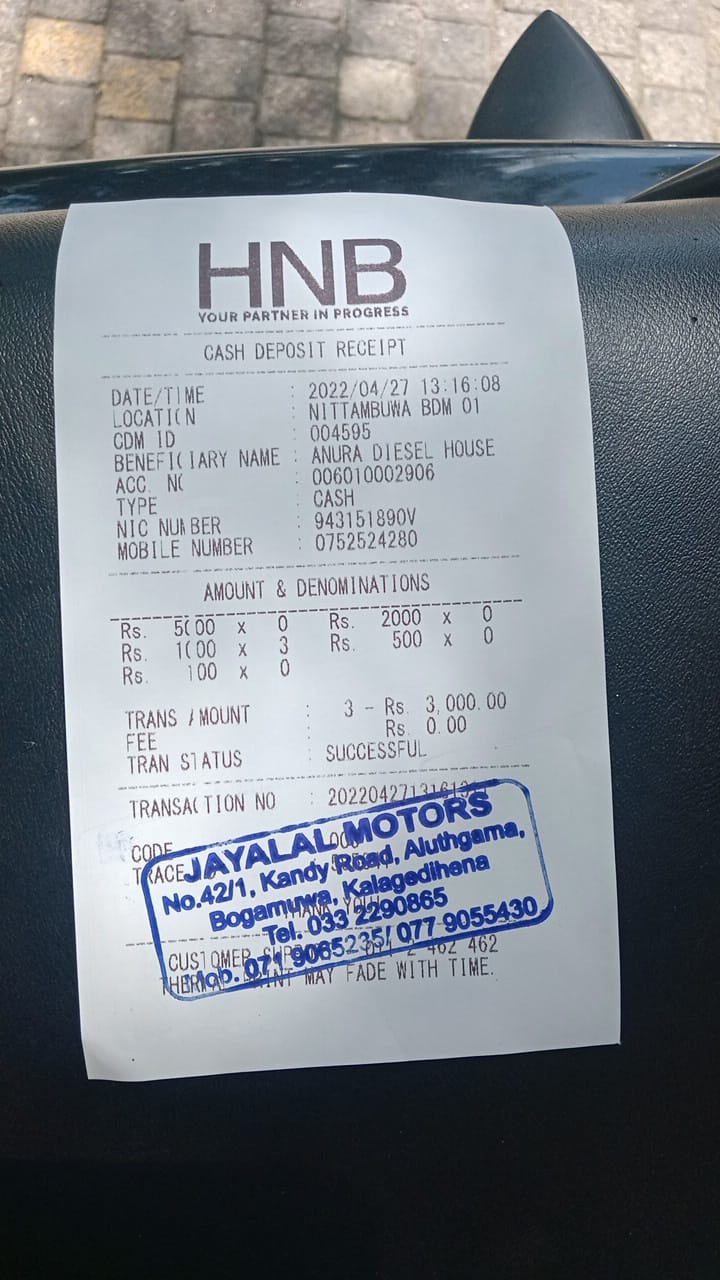 HNB
YOUR PARTNER IN PROGRESS
CASH DEPOSIT RECEIPT
DATE/TIME : 2022/04/27 13:16:08
LOCATION : NITTAMBUWA BDM 01
CDM ID : 004595
BENEFICIARY NAME : ANURA DIESEL HOUSE
ACC. NO : 006010002906
TYPE : CASH
NIC NUMBER : 943151890V
MOBILE NUMBER : 0752524280
AMOUNT & DENOMINATIONS
Rs. 5000 x 0 Rs. 2000 x 0
Rs. 1000 x 3 Rs. 500 x 0
Rs. 100 x 0
TRANS AMOUNT : 3 - Rs. 3,000.00
FEE : Rs. 0.00
TRAN STATUS : SUCCESSFUL
TRANSACTION NO :
CODE
TRACE
JAYALAL MOTORS
No.42/1, Kandy Road, Aluthgama,
Bogamuwa, Kalagedihena
Tel. 033 2290865
Mob. 071 9065235/ 077 9055430
THANK YOU
CUSTOMER 2 462 462
THERMAL PRINT MAY FADE WITH TIME.